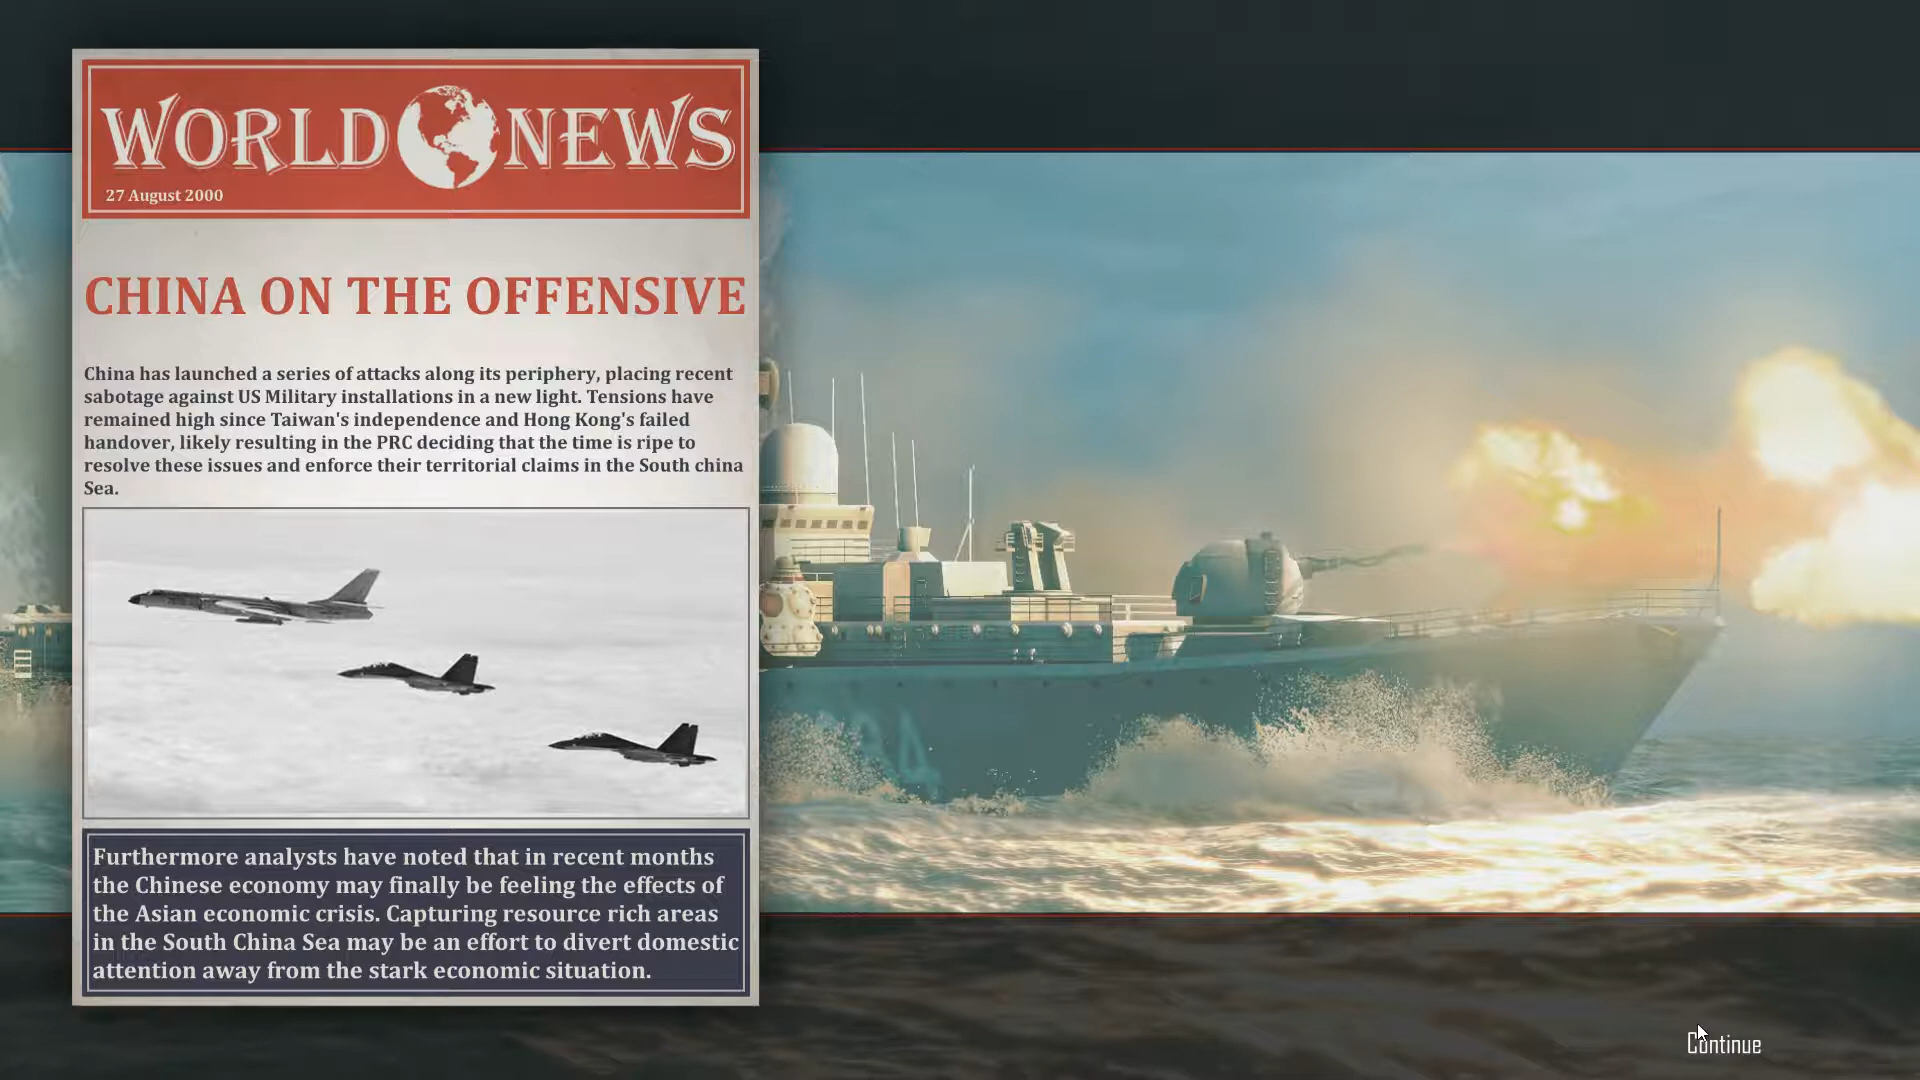 WORLD NEWS
27 August 2000
CHINA ON THE OFFENSIVE
China has launched a series of attacks along its periphery, placing recent
sabotage against US Military installations in a new light. Tensions have
remained high since Taiwan's independence and Hong Kong's failed
handover, likely resulting in the PRC deciding that the time is ripe to
resolve these issues and enforce their territorial claims in the South china
Sea.
Furthermore analysts have noted that in recent months
the Chinese economy may finally be feeling the effects of
the Asian economic crisis. Capturing resource rich areas
in the South China Sea may be an effort to divert domestic
attention away from the stark economic situation.
Continue